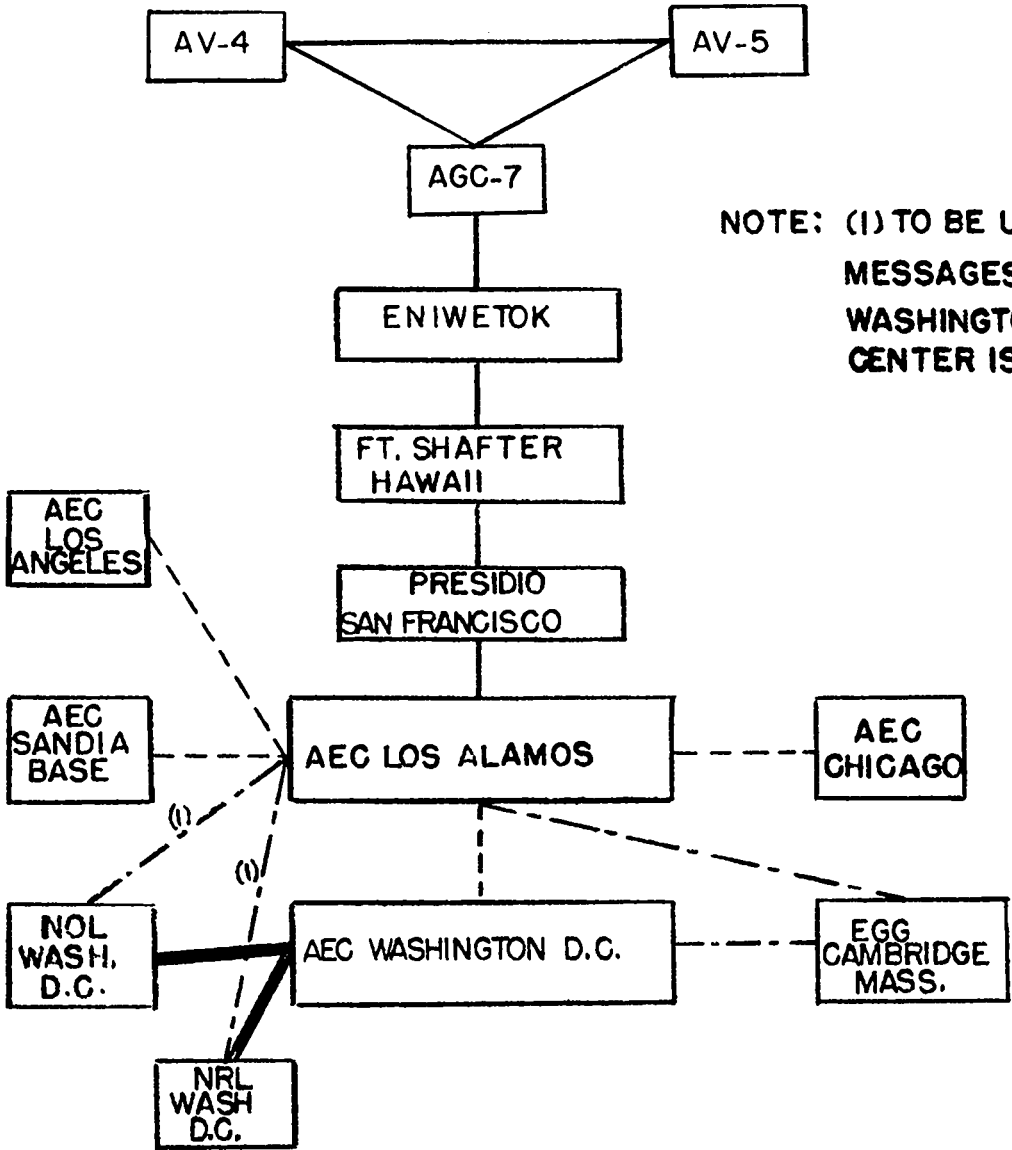 AV-4
AV-5
AGC-7
NOTE: (1) TO BE
MESSAGES
ENIWETOK
CENTER IS
FT. SHAFTER
HAWAII
AEC
LOS
ANGELES
PRESIDIO
SAN FRANCISCO
AEC
SANDIA
BASE
AEC LOS ALAMOS
AEC
CHICAGO
(1)
(1)
NOL
WASH.
D.C.
AEC WASHINGTON D.C.
EGG
CAMBRIDGE
MASS.
NRL
WASH
D.C.